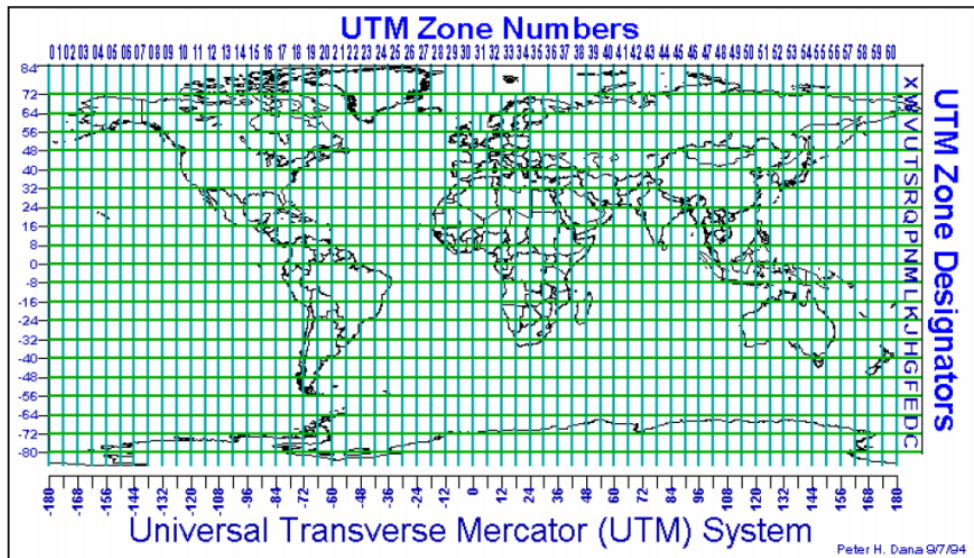 UTM Zone Numbers
01 02 03 04 05 06 07 08 09 10 11 12 13 14 15 16 17 18 19 20 21 22 23 24 25 26 27 28 29 30 31 32 33 34 35 36 37 38 39 40 41 42 43 44 45 46 47 48 49 50 51 52 53 54 55 56 57 58 59 60
84
72
64
56
48
40
32
24
16
8
0
-8
-16
-24
-32
-40
-48
-56
-64
-72
-80
X
W
V
U
T
S
R
Q
P
N
M
L
K
J
H
G
F
E
D
C
UTM Zone Designators
-180 -168 -156 -144 -132 -120 -108 -96 -84 -72 -60 -48 -36 -24 -12 0 12 24 36 48 60 72 84 96 108 120 132 144 156 168 180
Universal Transverse Mercator (UTM) System
Peter H. Dana 9/7/94